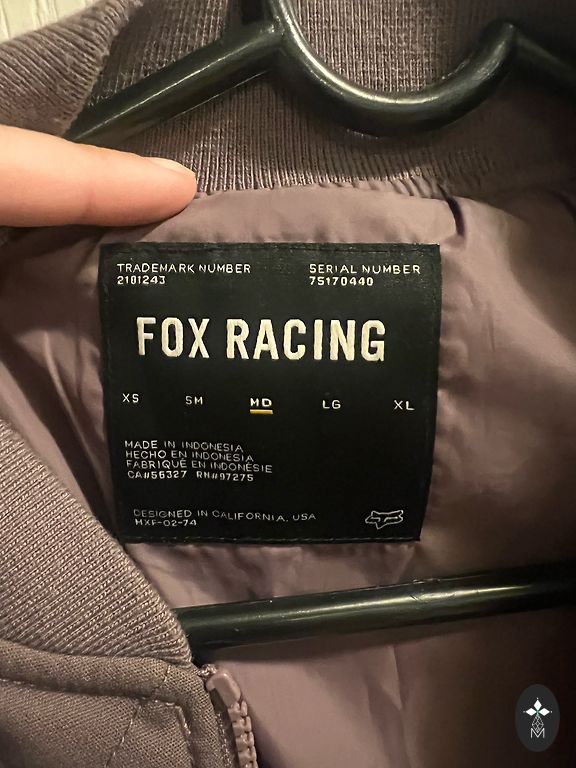 TRADEMARK NUMBER
2181243
SERIAL NUMBER
75170440
FOX RACING
XS SM MD LG XL
MADE IN INDONESIA
HECHO EN INDONESIA
FABRIQUÉ EN INDONÉSIE
CA#56327 RN#97275
DESIGNED IN CALIFORNIA, USA
MXF-02-74